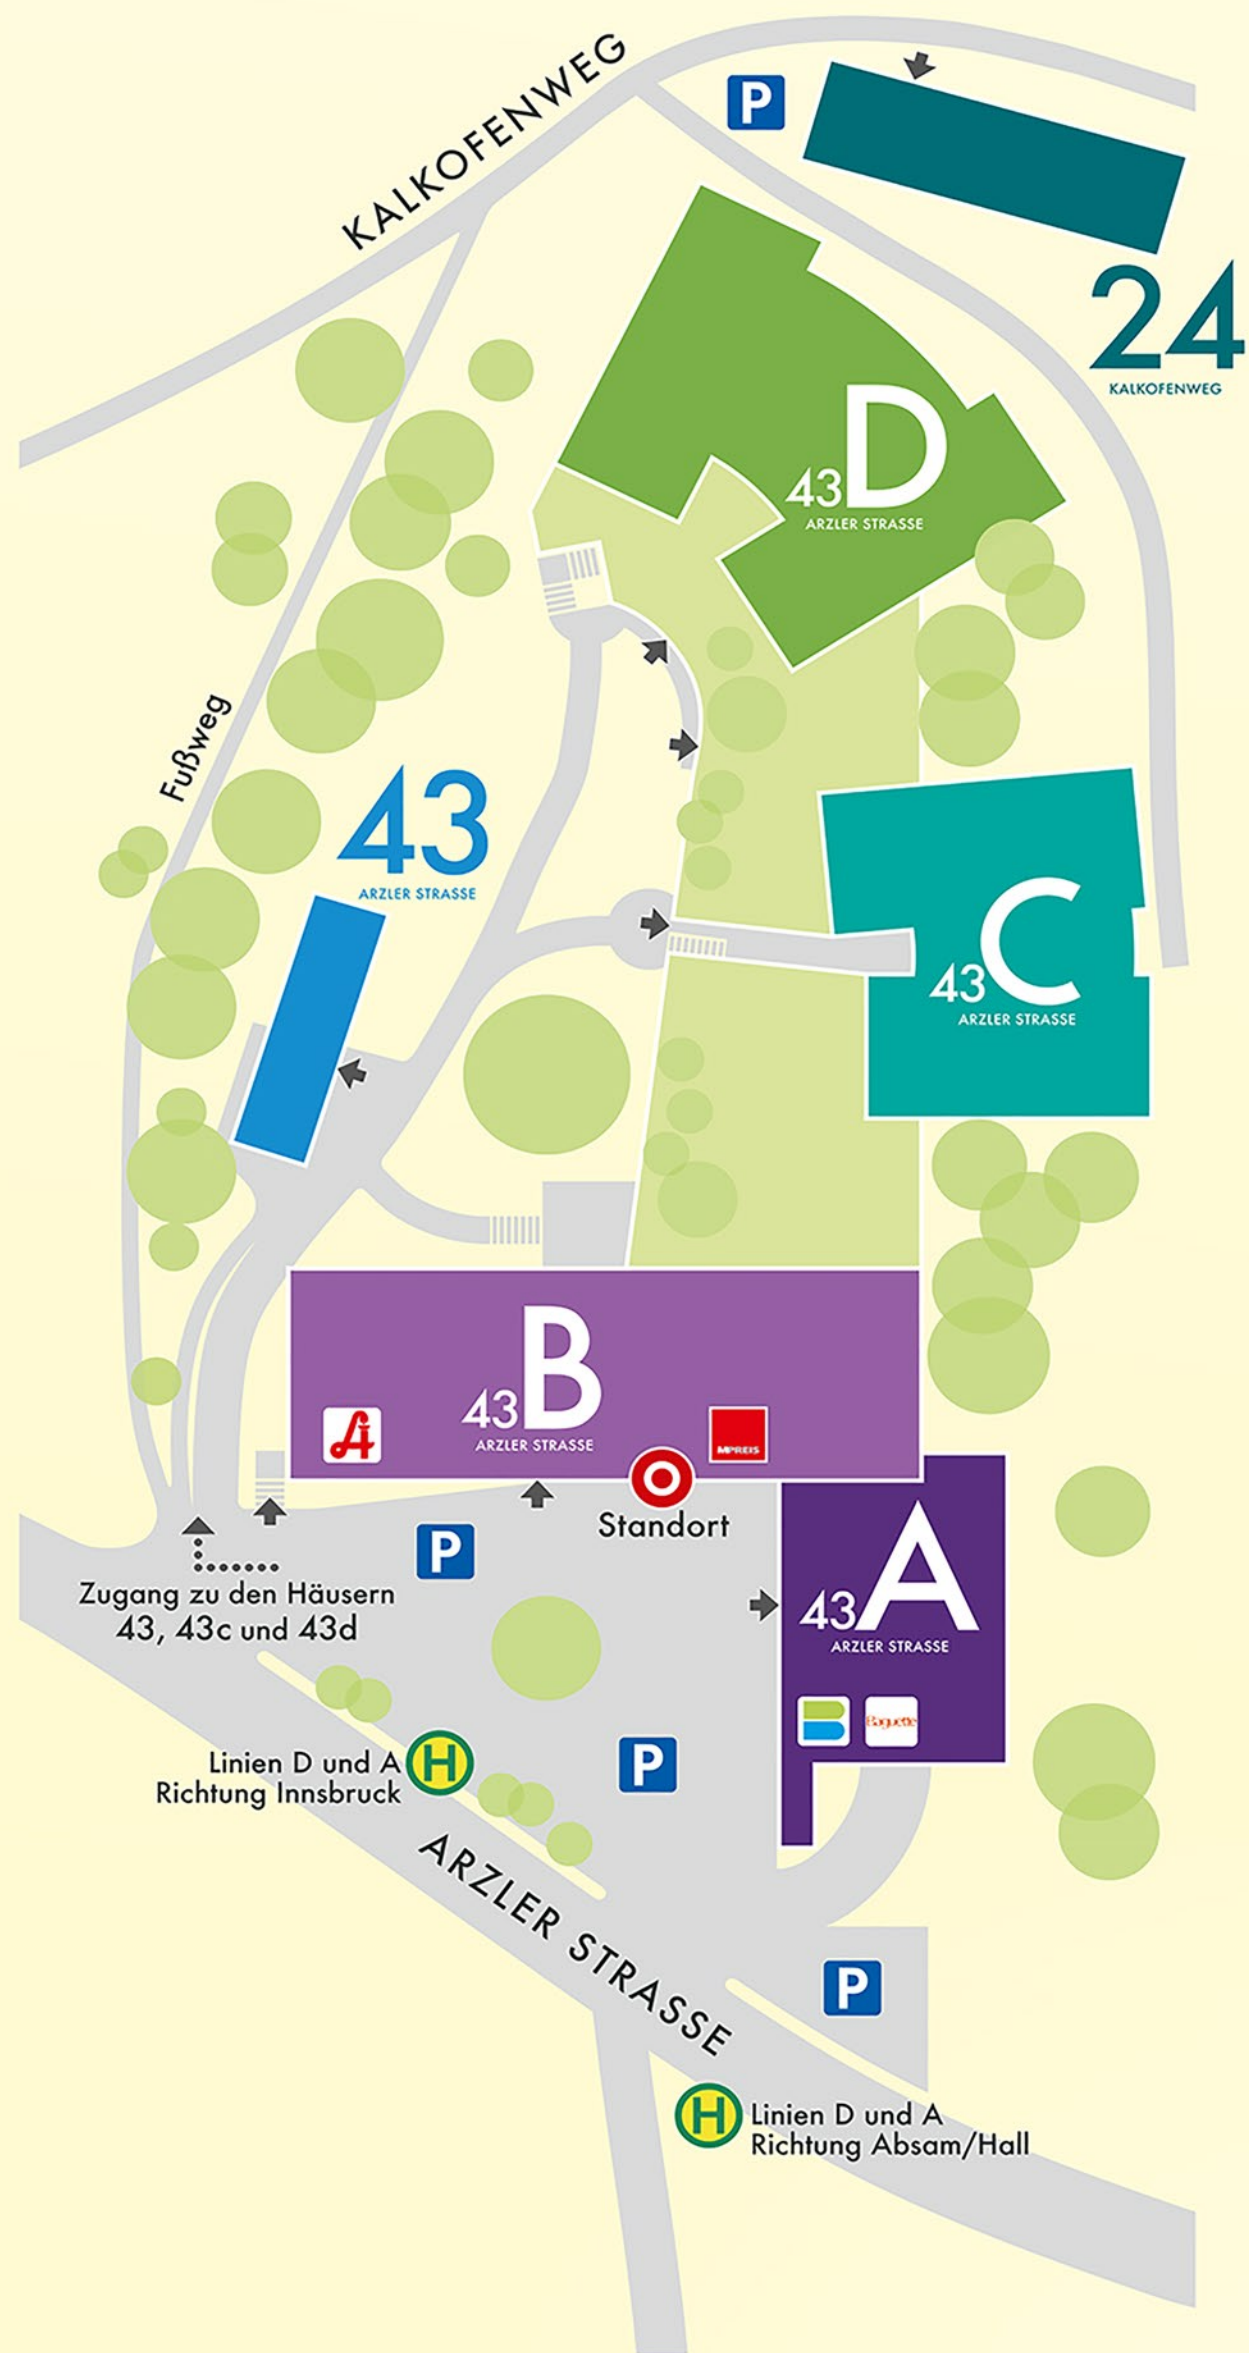 KALKOFENWEG
P
24
KALKOFENWEG
43D
ARZLER STRASSE
Fußweg
43
ARZLER STRASSE
43C
ARZLER STRASSE
43B
ARZLER STRASSE
A
MPREIS
Standort
P
43A
ARZLER STRASSE
Baguette
Zugang zu den Häusern
43, 43c und 43d
Linien D und A
Richtung Innsbruck
H
P
ARZLER STRASSE
P
H
Linien D und A
Richtung Absam/Hall